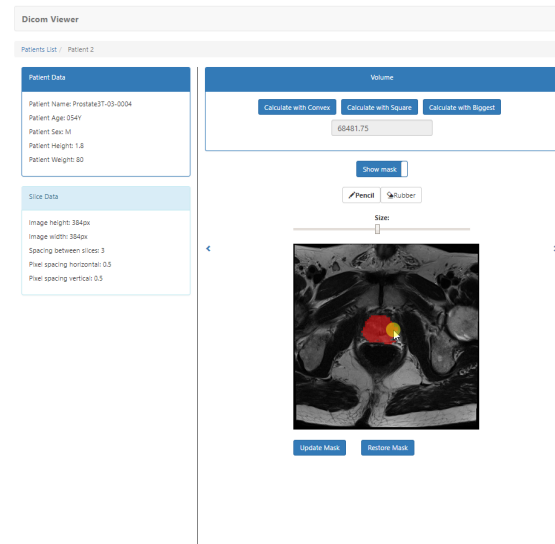 Dicom Viewer
Patients List / Patient 2
Patient Data
Patient Name: Prostate3T-03-0004
Patient Age: 054Y
Patient Sex: M
Patient Height: 1.8
Patient Weight: 80
Slice Data
Image height: 384px
Image width: 384px
Spacing between slices: 3
Pixel spacing horizontal: 0.5
Pixel spacing vertical: 0.5
Volume
Calculate with Convex Calculate with Square Calculate with Biggest
68481.75
Show mask
Pencil Rubber
Size:
Update Mask Restore Mask